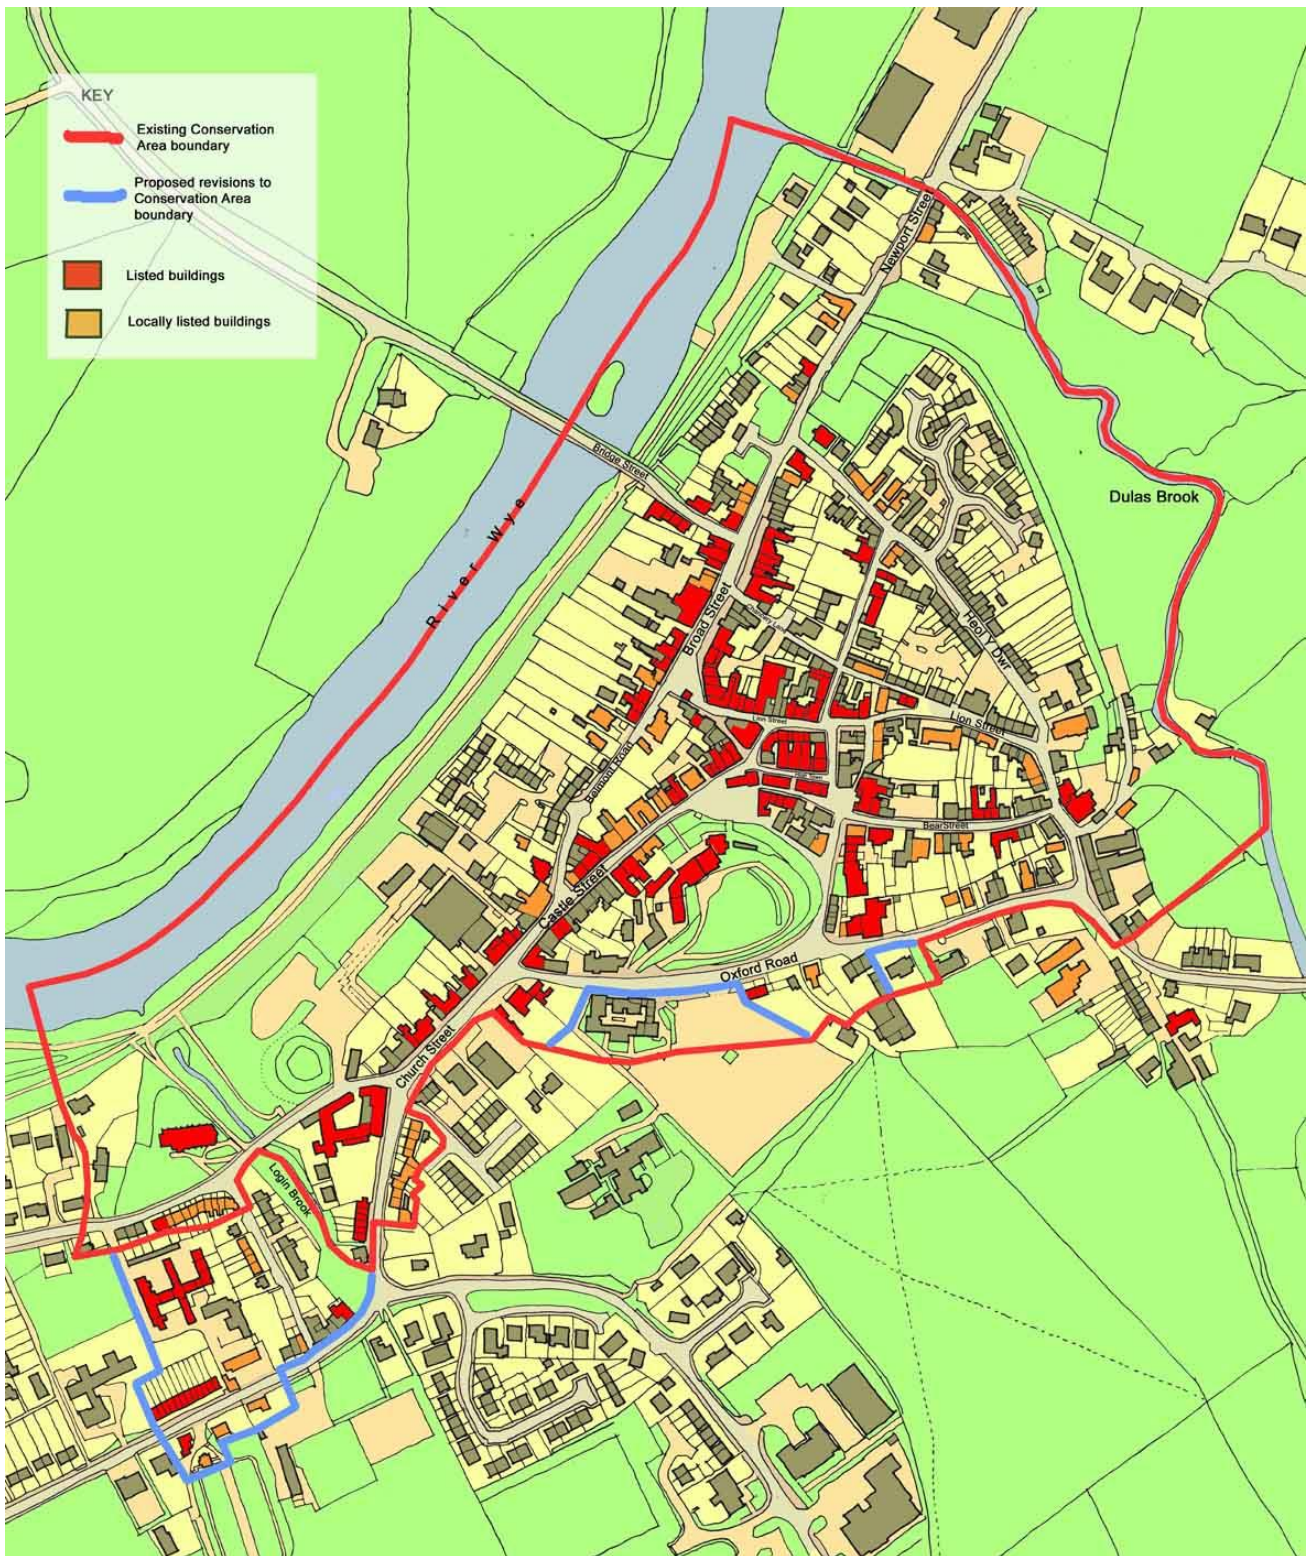 KEY
Existing Conservation
Area boundary
Proposed revisions to
Conservation Area
boundary
Listed buildings
Locally listed buildings
Newport Street
Bridge Street
River Wye
Dulas Brook
Broad Street
Heol Y Dwr
Lion Street
Lion Street
Belmont Road
Bear Street
Castle Street
Oxford Road
Church Street
Login Brook